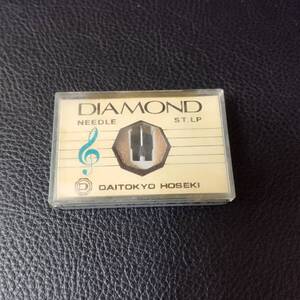 DIAMOND
NEEDLE ST. LP
D DAITOKYO HOSEKI